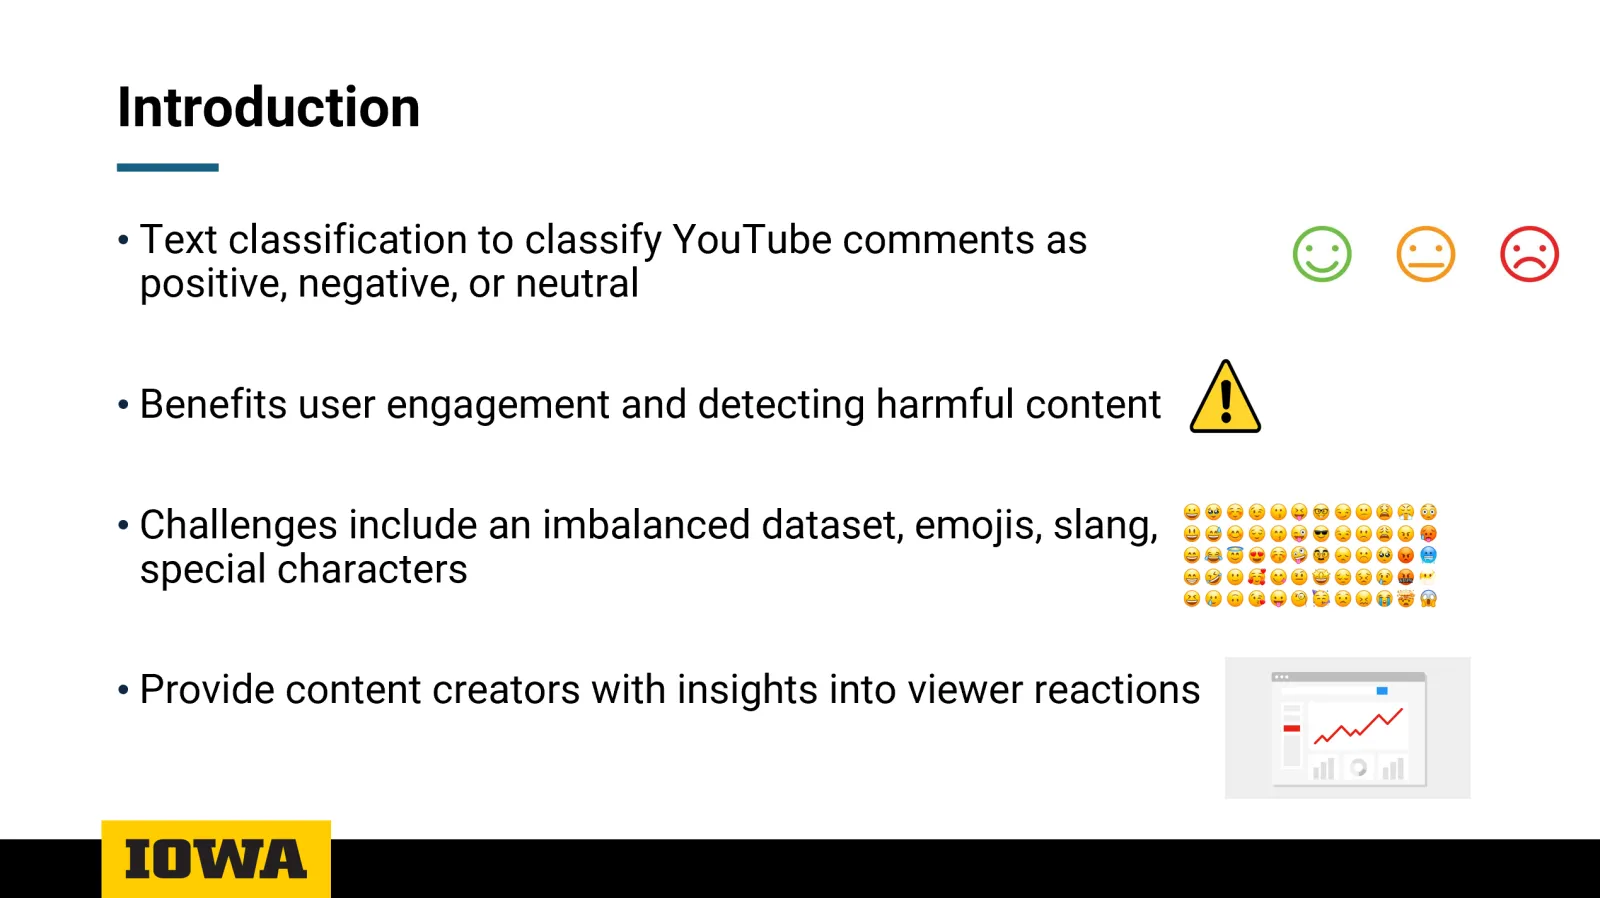 Introduction
• Text classification to classify YouTube comments as
positive, negative, or neutral
• Benefits user engagement and detecting harmful content
• Challenges include an imbalanced dataset, emojis, slang,
special characters
• Provide content creators with insights into viewer reactions
IOWA